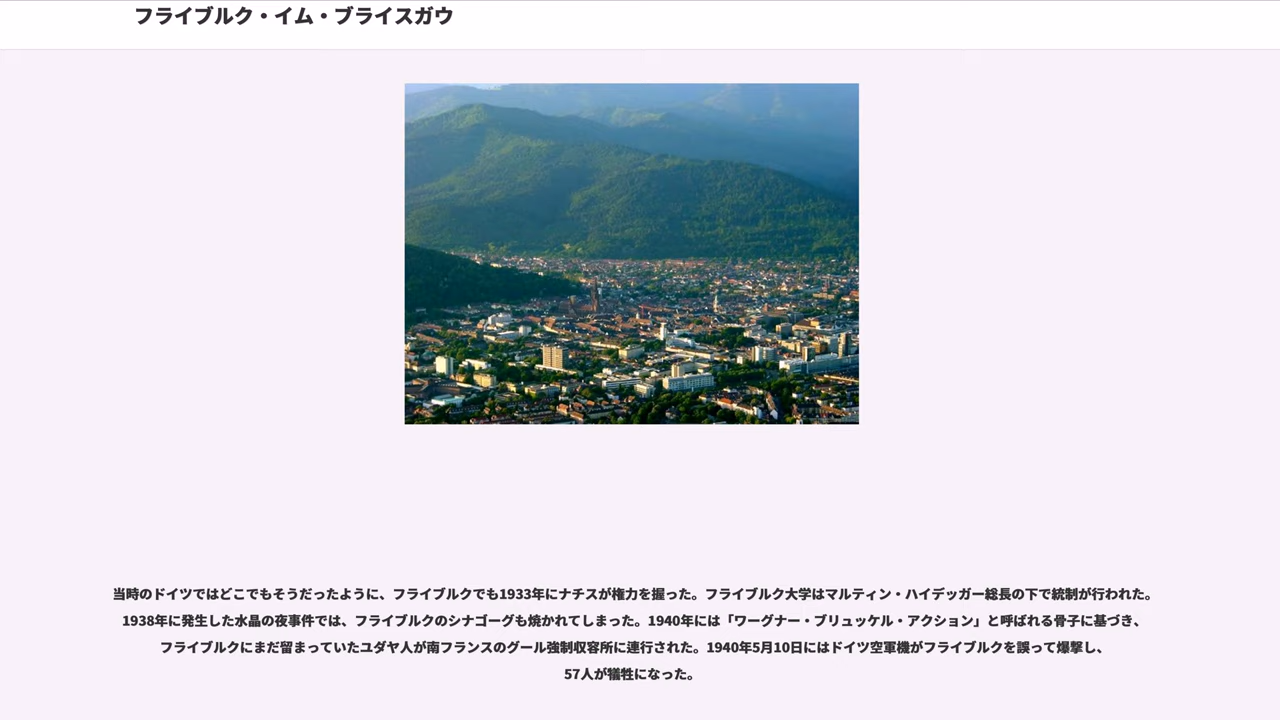 フライブルク・イム・ブライスガウ
当時のドイツではどこでもそうだったように、フライブルクでも1933年にナチスが権力を握った。フライブルク大学はマルティン・ハイデッガー総長の下で統制が行われた。
1938年に発生した水晶の夜事件では、フライブルクのシナゴーグも焼かれてしまった。1940年には「ワーグナー・ブリュッケル・アクション」と呼ばれる骨子に基づき、
フライブルクにまだ留まっていたユダヤ人が南フランスのグール強制収容所に連行された。1940年5月10日にはドイツ空軍機がフライブルクを誤って爆撃し、
57人が犠牲になった。